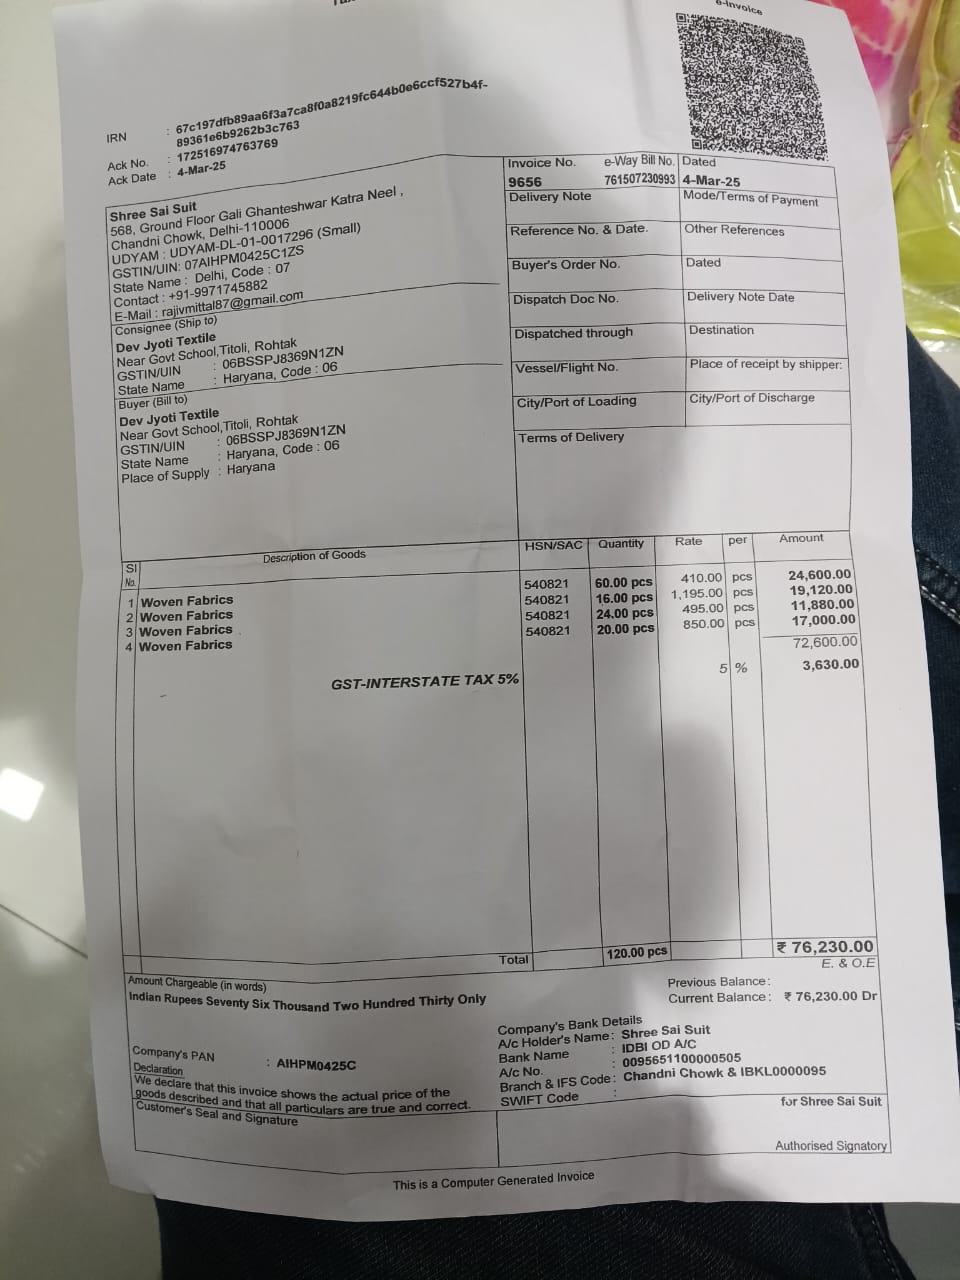 e-Invoice
IRN : 67c197dfb89aa6f3a7ca8f0a8219fc644b0e6ccf527b4f-
89361e6b9262b3c763
Ack No. : 172516974763769
Ack Date : 4-Mar-25
Shree Sai Suit
568, Ground Floor Gali Ghanteshwar Katra Neel ,
Chandni Chowk, Delhi-110006
UDYAM : UDYAM-DL-01-0017296 (Small)
GSTIN/UIN: 07AIHPM0425C1ZS
State Name : Delhi, Code : 07
Contact : +91-9971745882
E-Mail : rajivmittal87@gmail.com
Consignee (Ship to)
Dev Jyoti Textile
Near Govt School,Titoli, Rohtak
GSTIN/UIN : 06BSSPJ8369N1ZN
State Name : Haryana, Code : 06
Buyer (Bill to)
Dev Jyoti Textile
Near Govt School,Titoli, Rohtak
GSTIN/UIN : 06BSSPJ8369N1ZN
State Name : Haryana, Code : 06
Place of Supply : Haryana
Invoice No. e-Way Bill No. Dated
9656 761507230993 4-Mar-25
Delivery Note Mode/Terms of Payment
Reference No. & Date. Other References
Buyer's Order No. Dated
Dispatch Doc No. Delivery Note Date
Dispatched through Destination
Vessel/Flight No. Place of receipt by shipper:
City/Port of Loading City/Port of Discharge
Terms of Delivery
Sl No. Description of Goods HSN/SAC Quantity Rate per Amount
1 Woven Fabrics 540821 60.00 pcs 410.00 pcs 24,600.00
2 Woven Fabrics 540821 16.00 pcs 1,195.00 pcs 19,120.00
3 Woven Fabrics 540821 24.00 pcs 495.00 pcs 11,880.00
4 Woven Fabrics 540821 20.00 pcs 850.00 pcs 17,000.00
72,600.00
GST-INTERSTATE TAX 5% 5 % 3,630.00
Total 120.00 pcs ₹ 76,230.00
E. & O.E
Amount Chargeable (in words)
Indian Rupees Seventy Six Thousand Two Hundred Thirty Only
Previous Balance :
Current Balance : ₹ 76,230.00 Dr
Company's Bank Details
A/c Holder's Name : Shree Sai Suit
Bank Name : IDBI OD A/C
A/c No. : 0095651100000505
Branch & IFS Code : Chandni Chowk & IBKL0000095
SWIFT Code :
Company's PAN : AIHPM0425C
Declaration
We declare that this invoice shows the actual price of the
goods described and that all particulars are true and correct.
Customer's Seal and Signature
for Shree Sai Suit
Authorised Signatory
This is a Computer Generated Invoice